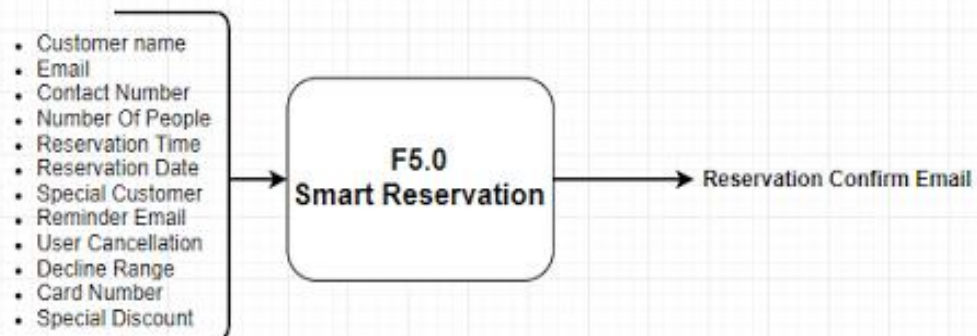 Customer name
Email
Contact Number
Number Of People
Reservation Time
Reservation Date
Special Customer
Reminder Email
User Cancellation
Decline Range
Card Number
Special Discount
F5.0
Smart Reservation
Reservation Confirm Email